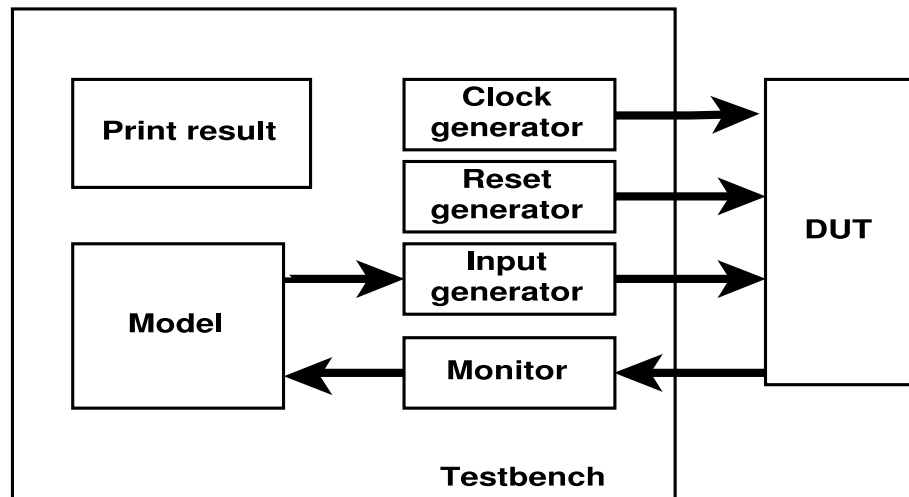 Print result
Clock
generator
Reset
generator
Input
generator
Model
Monitor
DUT
Testbench